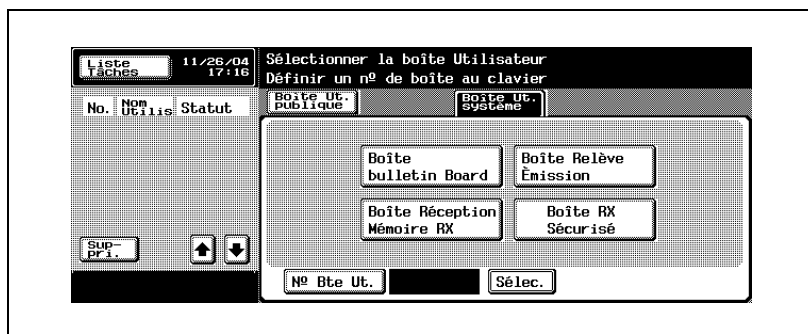 Liste
Tâches
11/26/04
17:16
Sélectionner la boîte Utilisateur
Définir un nº de boîte au clavier
No. Nom Utilis Statut
Boîte Ut.
publique
Boîte Ut.
système
Boîte
bulletin Board
Boîte Relève
Èmission
Boîte Réception
Mémoire RX
Boîte RX
Sécurisé
Sup-
pri.
Nº Bte Ut.
Sélec.